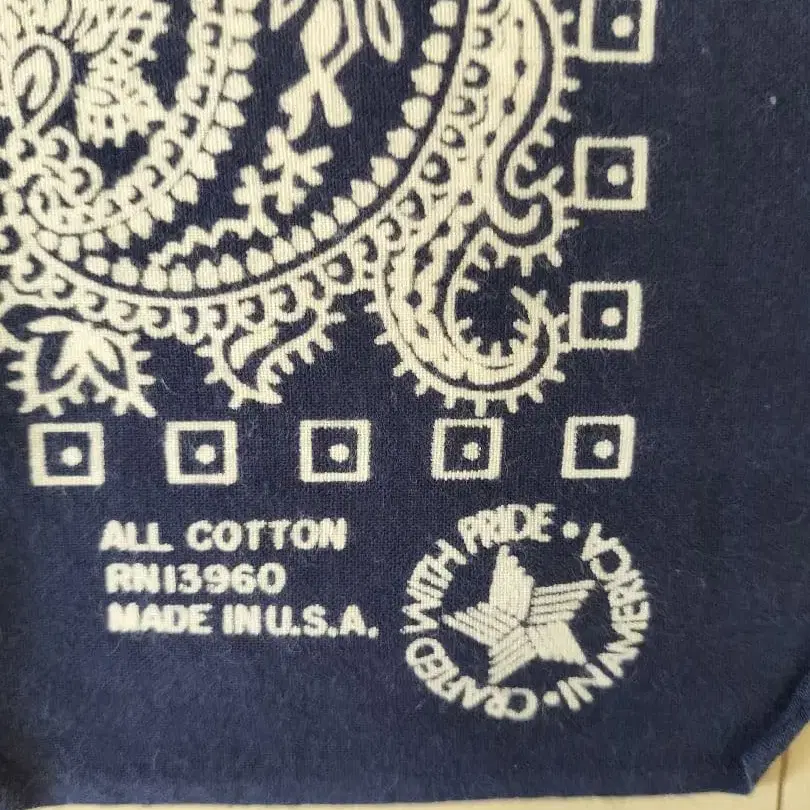 ALL COTTON
RN13960
MADE IN U.S.A.
CRAFTED WITH PRIDE • IN AMERICA •